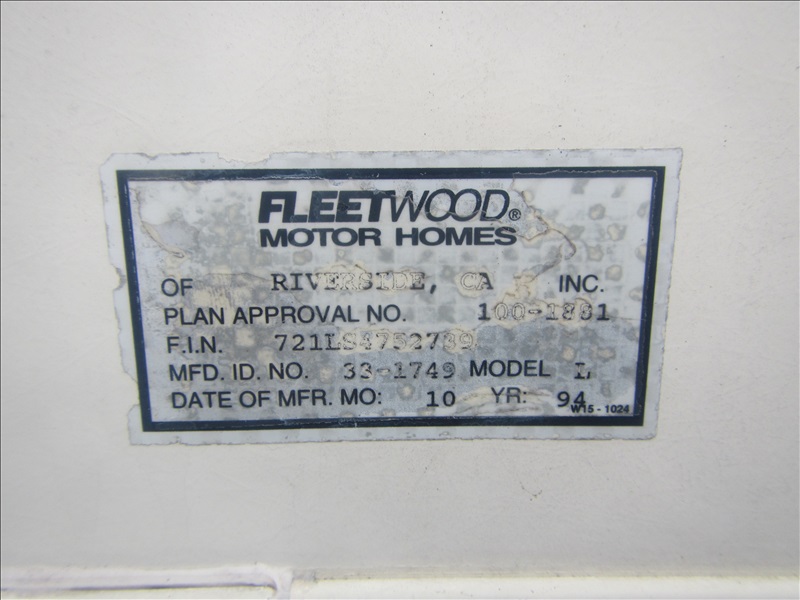 FLEETWOOD®
MOTOR HOMES
OF RIVERSIDE, CA INC.
PLAN APPROVAL NO. 100-1881
F.I.N. 721LS4752789
MFD. ID. NO. 33-1749 MODEL L
DATE OF MFR. MO: 10 YR: 94
W15-1024